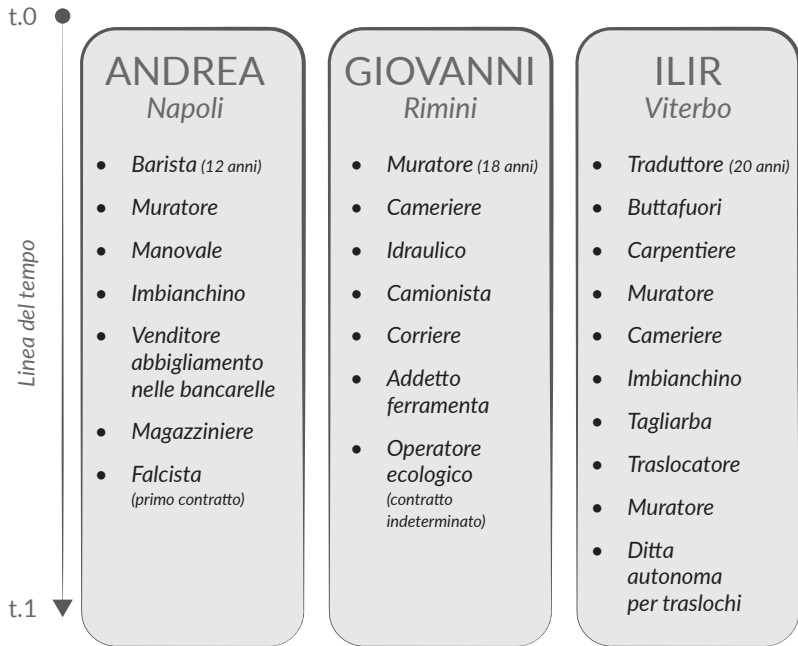 t.0
Linea del tempo
t.1
ANDREA
Napoli
• Barista (12 anni)
• Muratore
• Manovale
• Imbianchino
• Venditore
abbigliamento
nelle bancarelle
• Magazziniere
• Falcista
(primo contratto)
GIOVANNI
Rimini
• Muratore (18 anni)
• Cameriere
• Idraulico
• Camionista
• Corriere
• Addetto
ferramenta
• Operatore
ecologico
(contratto
indeterminato)
ILIR
Viterbo
• Traduttore (20 anni)
• Buttafuori
• Carpentiere
• Muratore
• Cameriere
• Imbianchino
• Tagliarba
• Traslocatore
• Muratore
• Ditta
autonoma
per traslochi